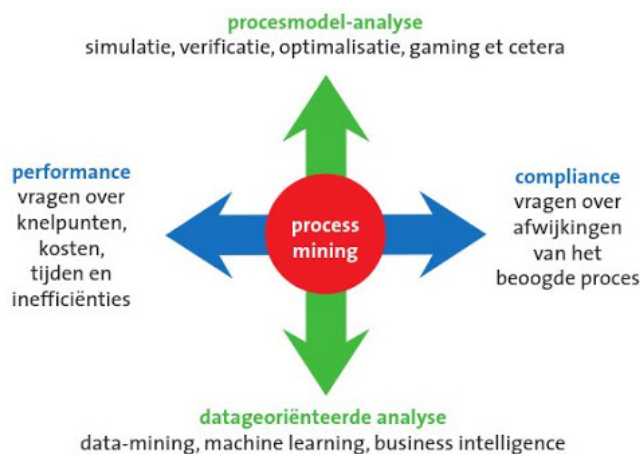 procesmodel-analyse
simulatie, verificatie, optimalisatie, gaming et cetera
performance
vragen over
knelpunten,
kosten,
tijden en
inefficiënties
process
mining
compliance
vragen over
afwijkingen
van het
beoogde proces
datageoriënteerde analyse
data-mining, machine learning, business intelligence